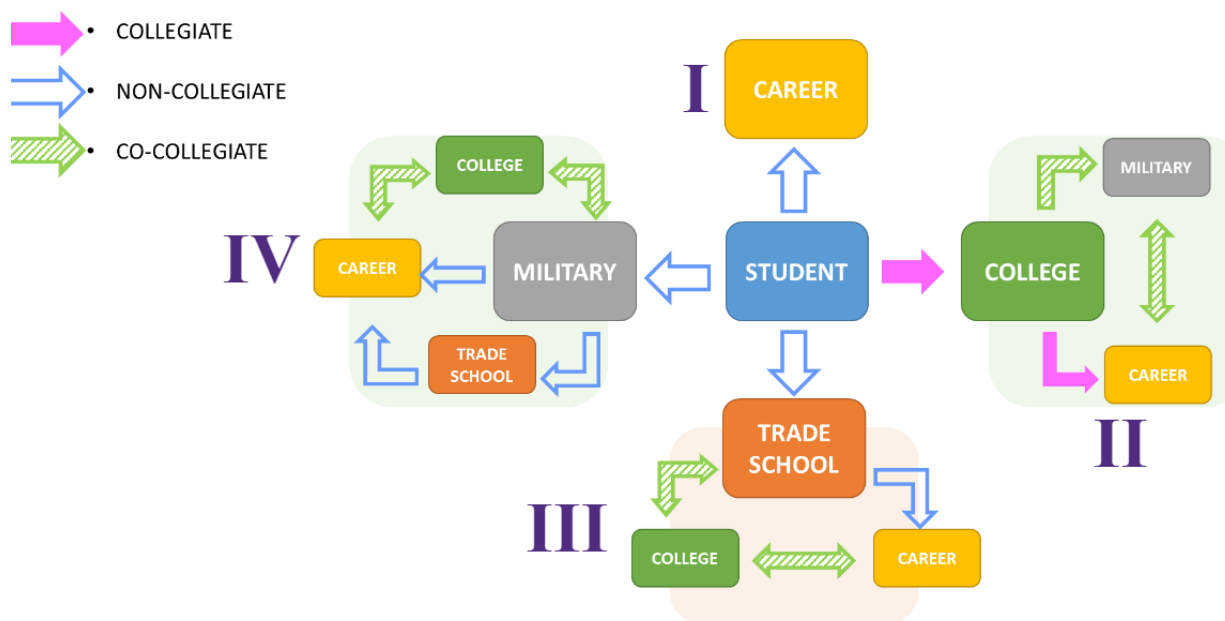 • COLLEGIATE
• NON-COLLEGIATE
• CO-COLLEGIATE
I
CAREER
COLLEGE
MILITARY
IV
CAREER
MILITARY
STUDENT
COLLEGE
TRADE
SCHOOL
CAREER
II
TRADE
SCHOOL
III
COLLEGE
CAREER